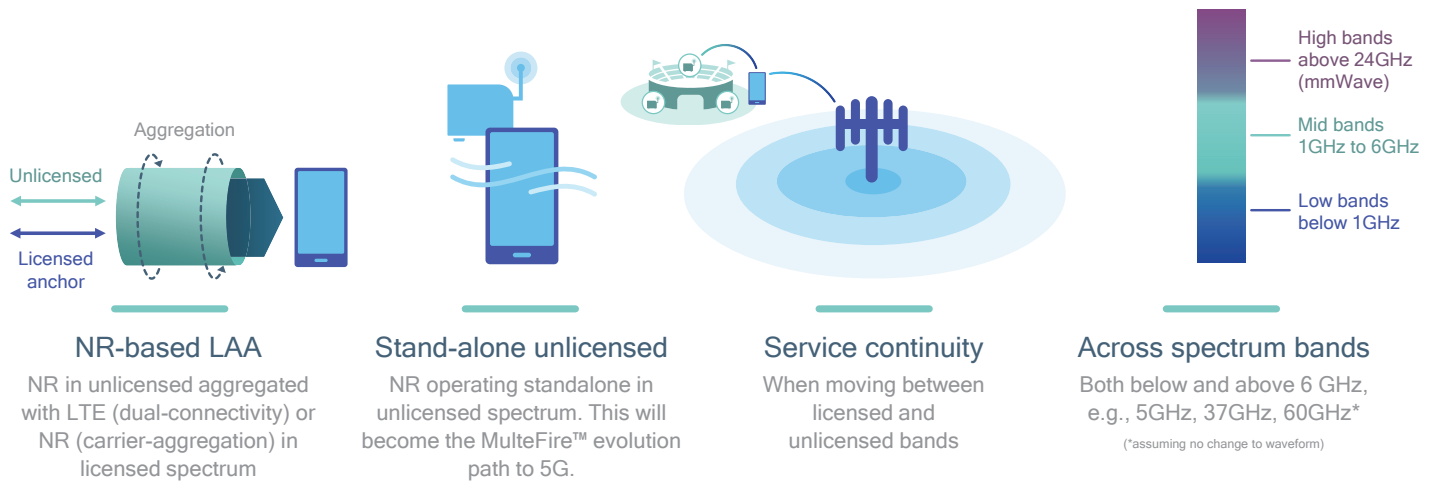 Aggregation
Unlicensed
Licensed
anchor
NR-based LAA
NR in unlicensed aggregated
with LTE (dual-connectivity) or
NR (carrier-aggregation) in
licensed spectrum
Stand-alone unlicensed
NR operating standalone in
unlicensed spectrum. This will
become the MulteFire™ evolution
path to 5G.
Service continuity
When moving between
licensed and
unlicensed bands
High bands
above 24GHz
(mmWave)
Mid bands
1GHz to 6GHz
Low bands
below 1GHz
Across spectrum bands
Both below and above 6 GHz,
e.g., 5GHz, 37GHz, 60GHz*
(*assuming no change to waveform)